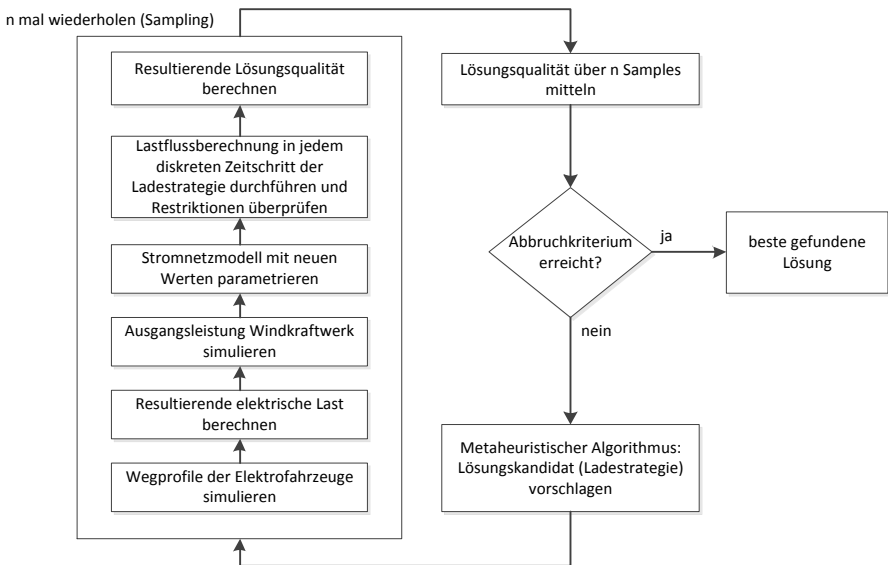 n mal wiederholen (Sampling)
Resultierende Lösungsqualität
berechnen
Lastflussberechnung in jedem
diskreten Zeitschritt der
Ladestrategie durchführen und
Restriktionen überprüfen
Stromnetzmodell mit neuen
Werten parametrieren
Ausgangsleistung Windkraftwerk
simulieren
Resultierende elektrische Last
berechnen
Wegprofile der Elektrofahrzeuge
simulieren
Lösungsqualität über n Samples
mitteln
Abbruchkriterium
erreicht?
ja
beste gefundene
Lösung
nein
Metaheuristischer Algorithmus:
Lösungskandidat (Ladestrategie)
vorschlagen